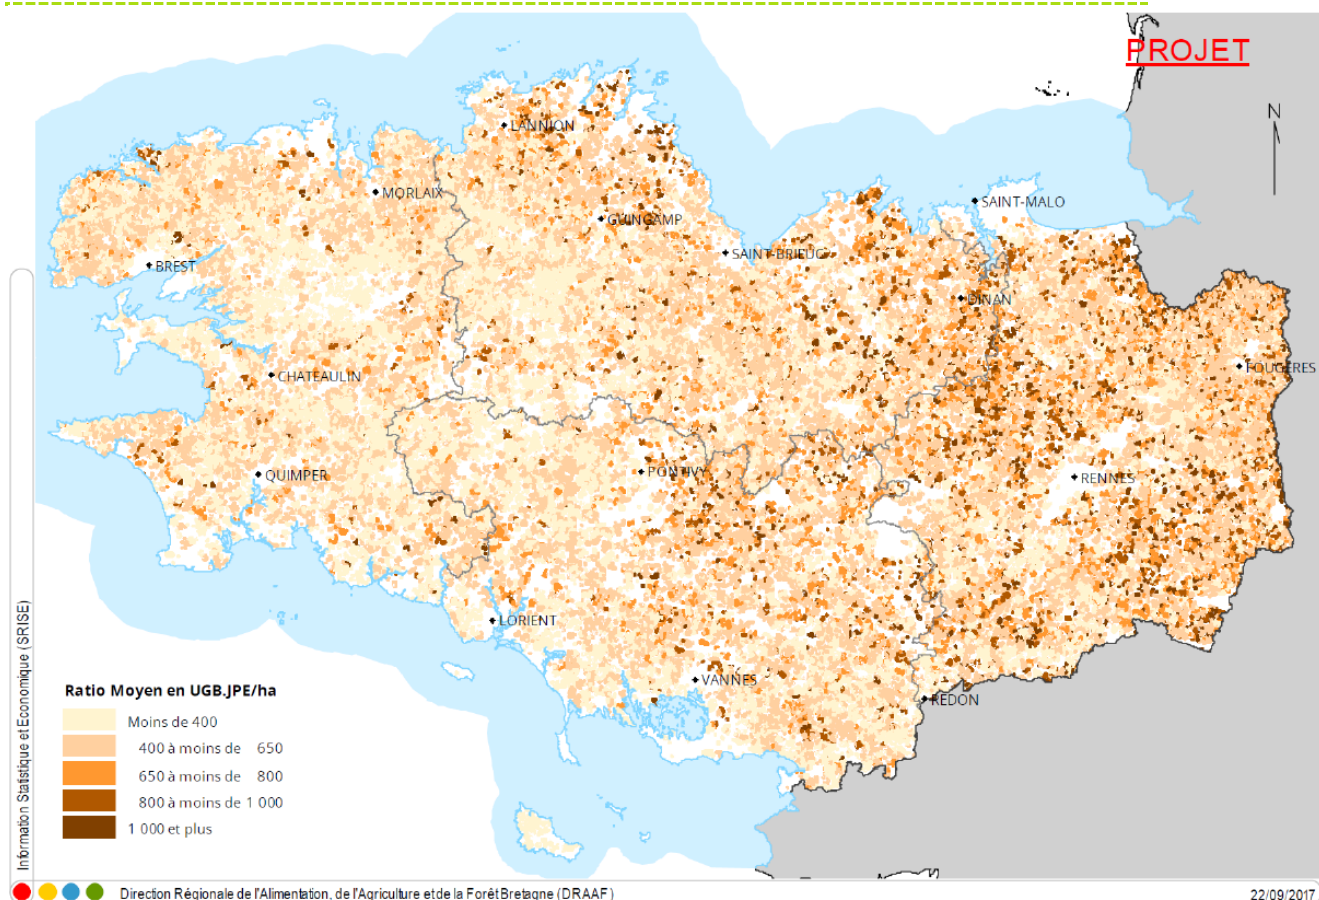 PROJET
N
LANNION
MORLAIX
SAINT-MALO
GUINGAMP
SAINT-BRIEUC
BREST
DINAN
CHATEAULIN
FOUGERES
QUIMPER
PONTIVY
RENNES
LORIENT
VANNES
REDON
Ratio Moyen en UGB.JPE/ha
Moins de 400
400 à moins de 650
650 à moins de 800
800 à moins de 1 000
1 000 et plus
Information Statistique et Economique (SRISE)
Direction Régionale de l'Alimentation, de l'Agriculture et de la Forêt Bretagne (DRAAF)
22/09/2017